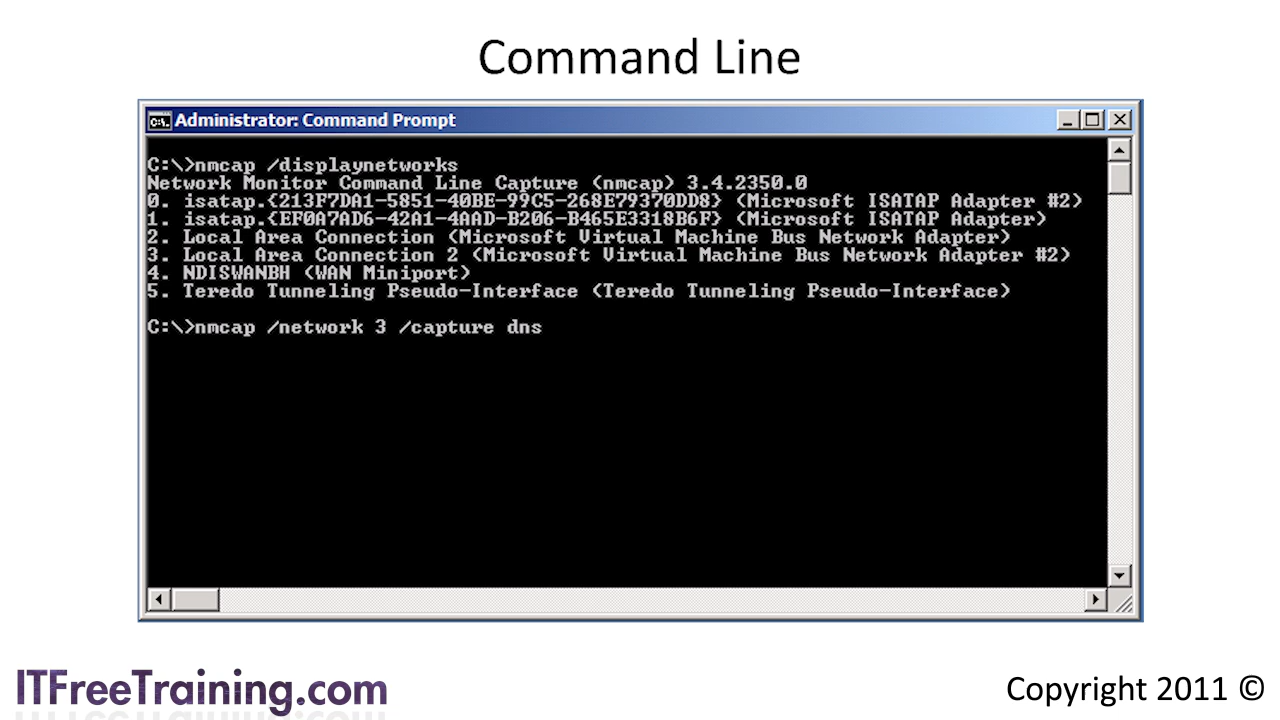 Command Line
Administrator: Command Prompt
C:\>nmcap /displaynetworks
Network Monitor Command Line Capture (nmcap) 3.4.2350.0
0. isatap.{213F7DA1-5851-40BE-99C5-268E79370DD8} (Microsoft ISATAP Adapter #2)
1. isatap.{EF0A7AD6-42A1-4AAD-B206-B465E3318B6F} (Microsoft ISATAP Adapter)
2. Local Area Connection (Microsoft Virtual Machine Bus Network Adapter)
3. Local Area Connection 2 (Microsoft Virtual Machine Bus Network Adapter #2)
4. NDISWANBH (WAN Miniport)
5. Teredo Tunneling Pseudo-Interface (Teredo Tunneling Pseudo-Interface)
C:\>nmcap /network 3 /capture dns
ITFreeTraining.com
Copyright 2011 ©